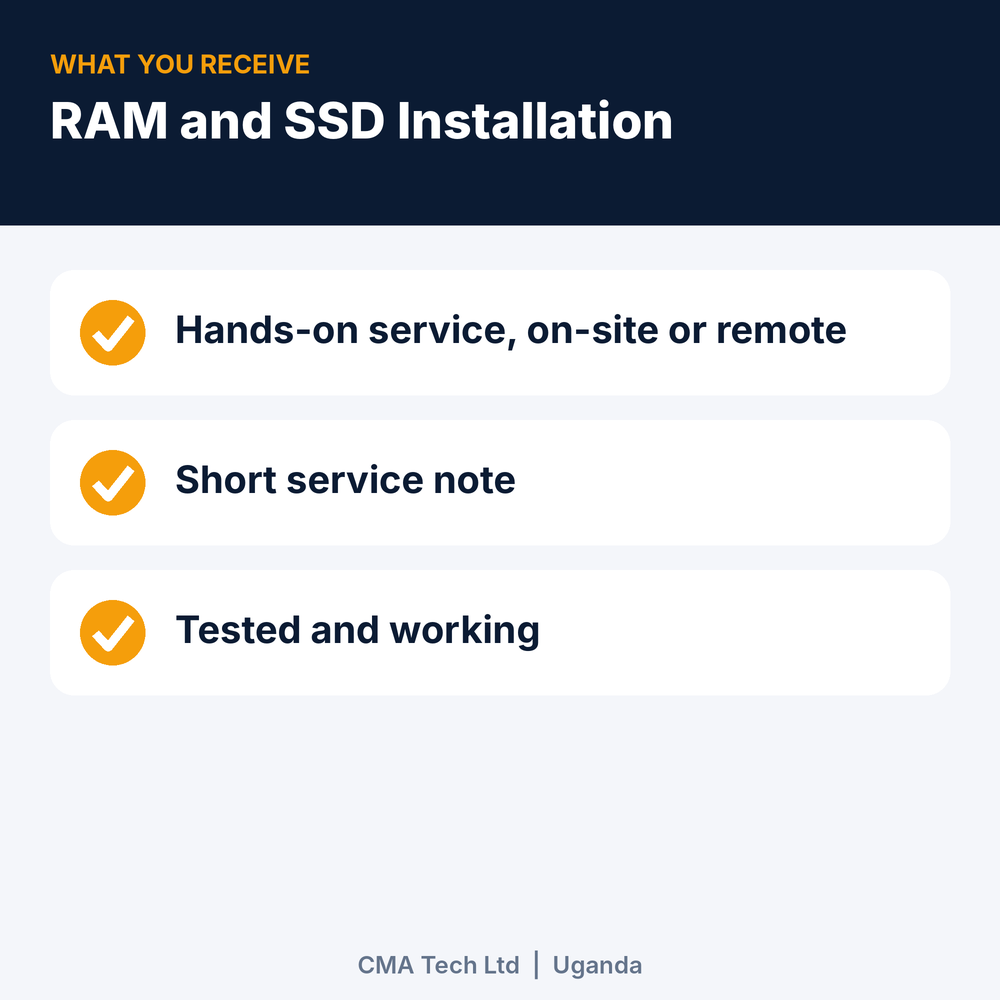 WHAT YOU RECEIVE
RAM and SSD Installation
Hands-on service, on-site or remote
Short service note
Tested and working
CMA Tech Ltd | Uganda